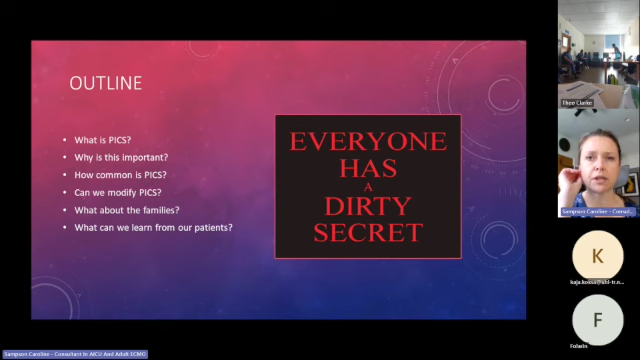 OUTLINE
• What is PICS?
• Why is this important?
• How common is PICS?
• Can we modify PICS?
• What about the families?
• What can we learn from our patients?
EVERYONE
HAS
A
DIRTY
SECRET
Theo Clarke
Sampson Caroline - Consul...
K
F
Sampson Caroline - Consultant In AICU And Adult ECMO